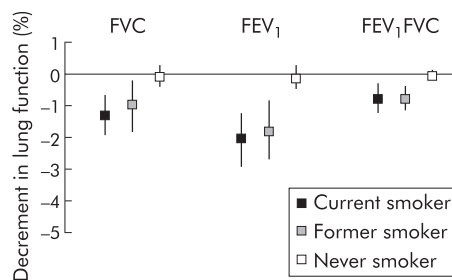 FVC FEV1 FEV1FVC
Decrement in lung function (%)
1
0
–1
–2
–3
–4
–5
Current smoker
Former smoker
Never smoker